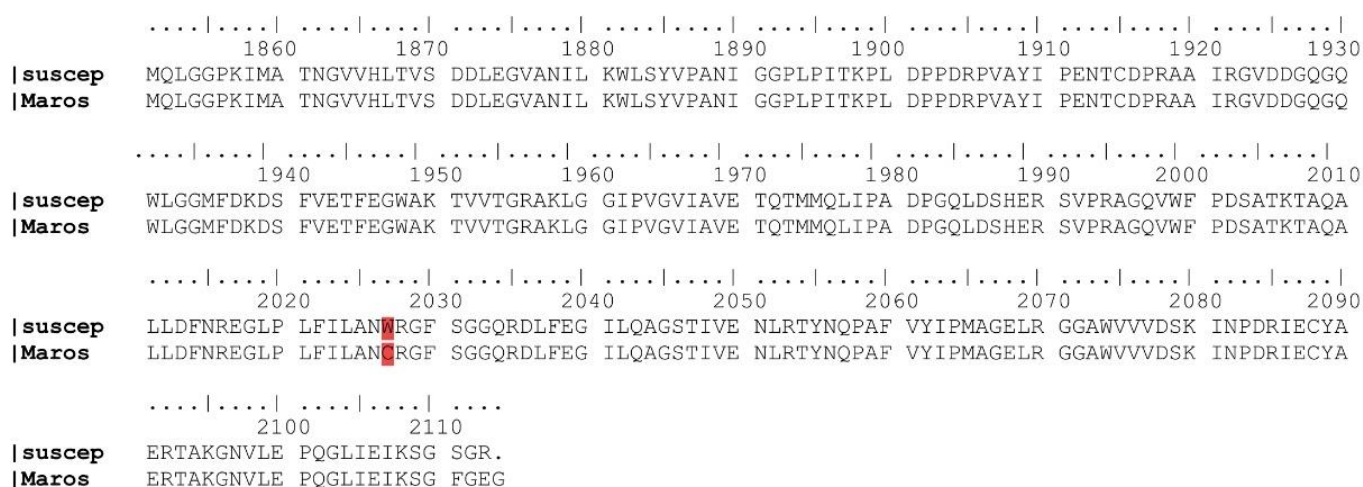 ....|....| ....|....| ....|....| ....|....| ....|....| ....|....| ....|....| ....|....|
1860 1870 1880 1890 1900 1910 1920 1930
|suscep MQLGGPKIMA TNGVVHLTVS DDLEGVANIL KWLSYVPANI GGPLPITKPL DPPDRPVAYI PENTCDPRAA IRGVDDGQGQ
|Maros MQLGGPKIMA TNGVVHLTVS DDLEGVANIL KWLSYVPANI GGPLPITKPL DPPDRPVAYI PENTCDPRAA IRGVDDGQGQ
....|....| ....|....| ....|....| ....|....| ....|....| ....|....| ....|....| ....|....|
1940 1950 1960 1970 1980 1990 2000 2010
|suscep WLGGMFDKDS FVETFEGWAK TVVTGRAKLG GIPVGVIAVE TQTMMQLIPA DPGQLDSHER SVPRAGQVWF PDSATKTAQA
|Maros WLGGMFDKDS FVETFEGWAK TVVTGRAKLG GIPVGVIAVE TQTMMQLIPA DPGQLDSHER SVPRAGQVWF PDSATKTAQA
....|....| ....|....| ....|....| ....|....| ....|....| ....|....| ....|....| ....|....|
2020 2030 2040 2050 2060 2070 2080 2090
|suscep LLDFNREGLP LFILANWRGF SGGQRDLFEG ILQAGSTIVE NLRTYNQPAF VYIPMAGELR GGAWVVVDSK INPDRIECYA
|Maros LLDFNREGLP LFILANCRGF SGGQRDLFEG ILQAGSTIVE NLRTYNQPAF VYIPMAGELR GGAWVVVDSK INPDRIECYA
....|....| ....|....| ....
2100 2110
|suscep ERTAKGNVLE PQGLIEIKSG SGR.
|Maros ERTAKGNVLE PQGLIEIKSG FGEG